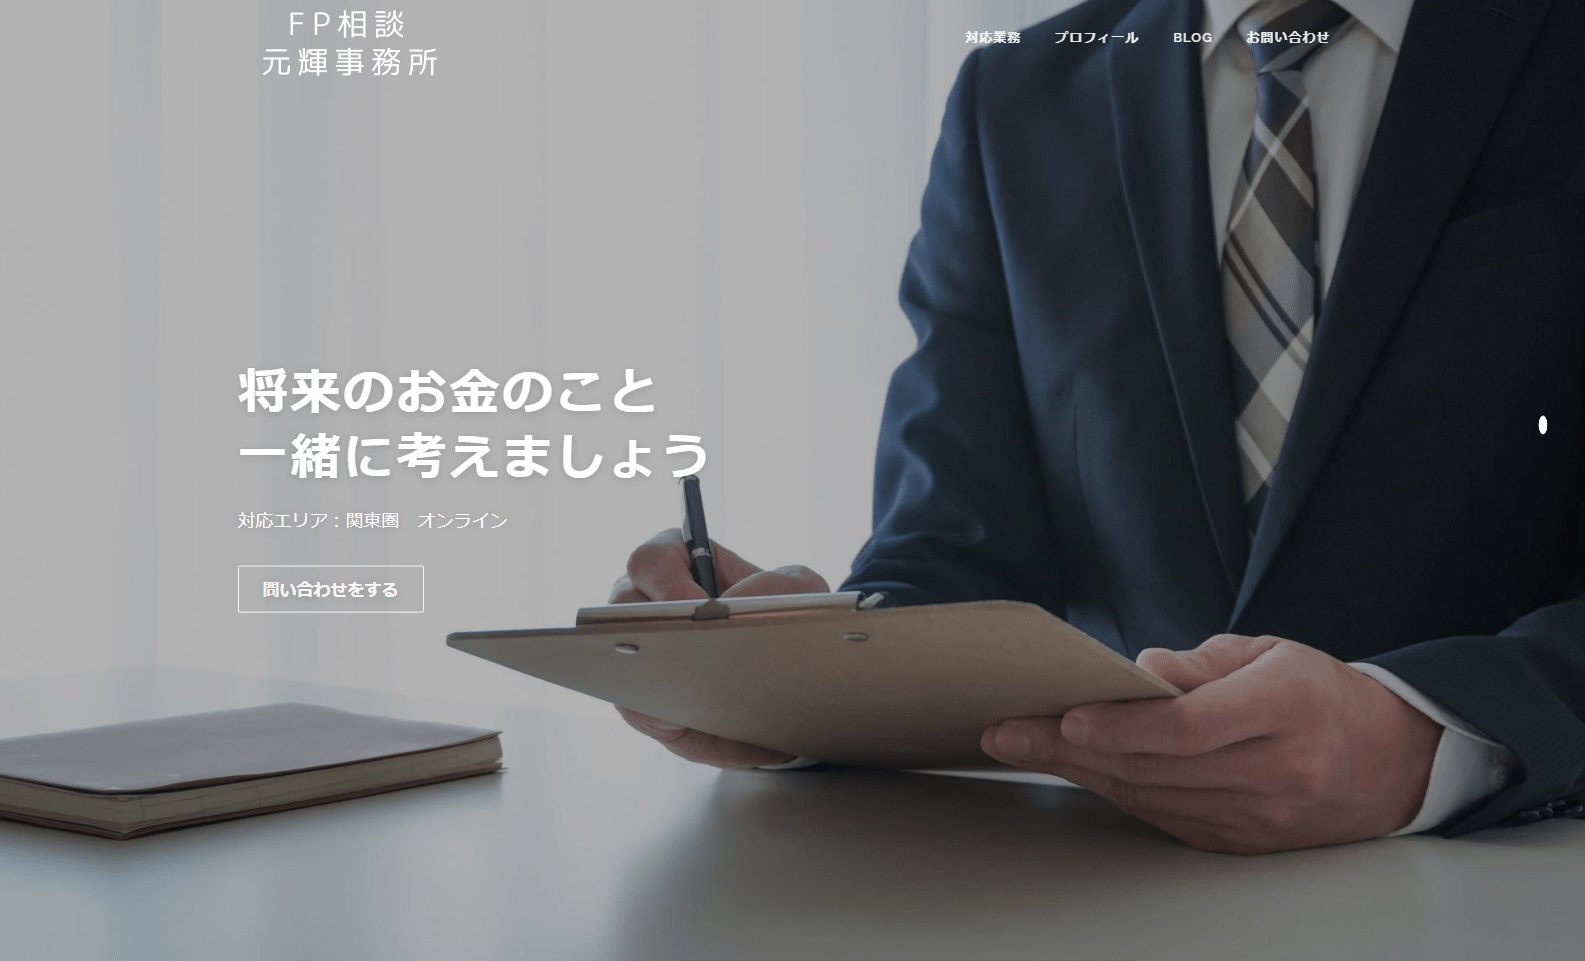 FP相談
元輝事務所
対応業務 プロフィール BLOG お問い合わせ
将来のお金のこと
一緒に考えましょう
対応エリア：関東圏　オンライン
問い合わせをする